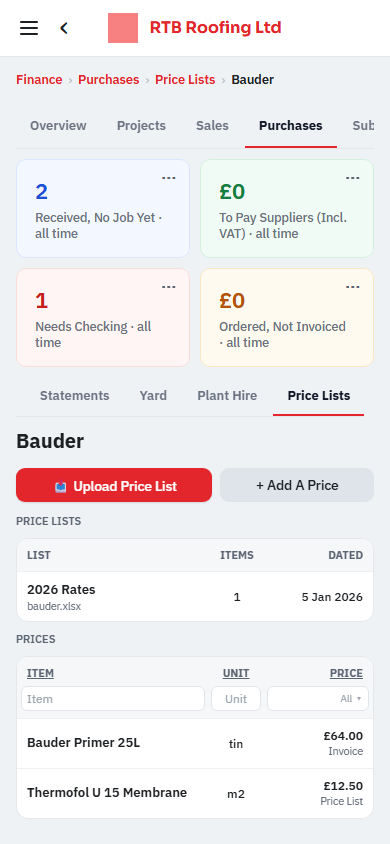 RTB Roofing Ltd
Finance › Purchases › Price Lists › Bauder
Overview Projects Sales Purchases Sub
2
Received, No Job Yet ·
all time
£0
To Pay Suppliers (Incl.
VAT) · all time
1
Needs Checking · all
time
£0
Ordered, Not Invoiced
· all time
Statements Yard Plant Hire Price Lists
Bauder
Upload Price List
+ Add A Price
PRICE LISTS
LIST ITEMS DATED
2026 Rates
bauder.xlsx
1
5 Jan 2026
PRICES
ITEM UNIT PRICE
Item Unit All
Bauder Primer 25L tin £64.00
Invoice
Thermofol U 15 Membrane m2 £12.50
Price List